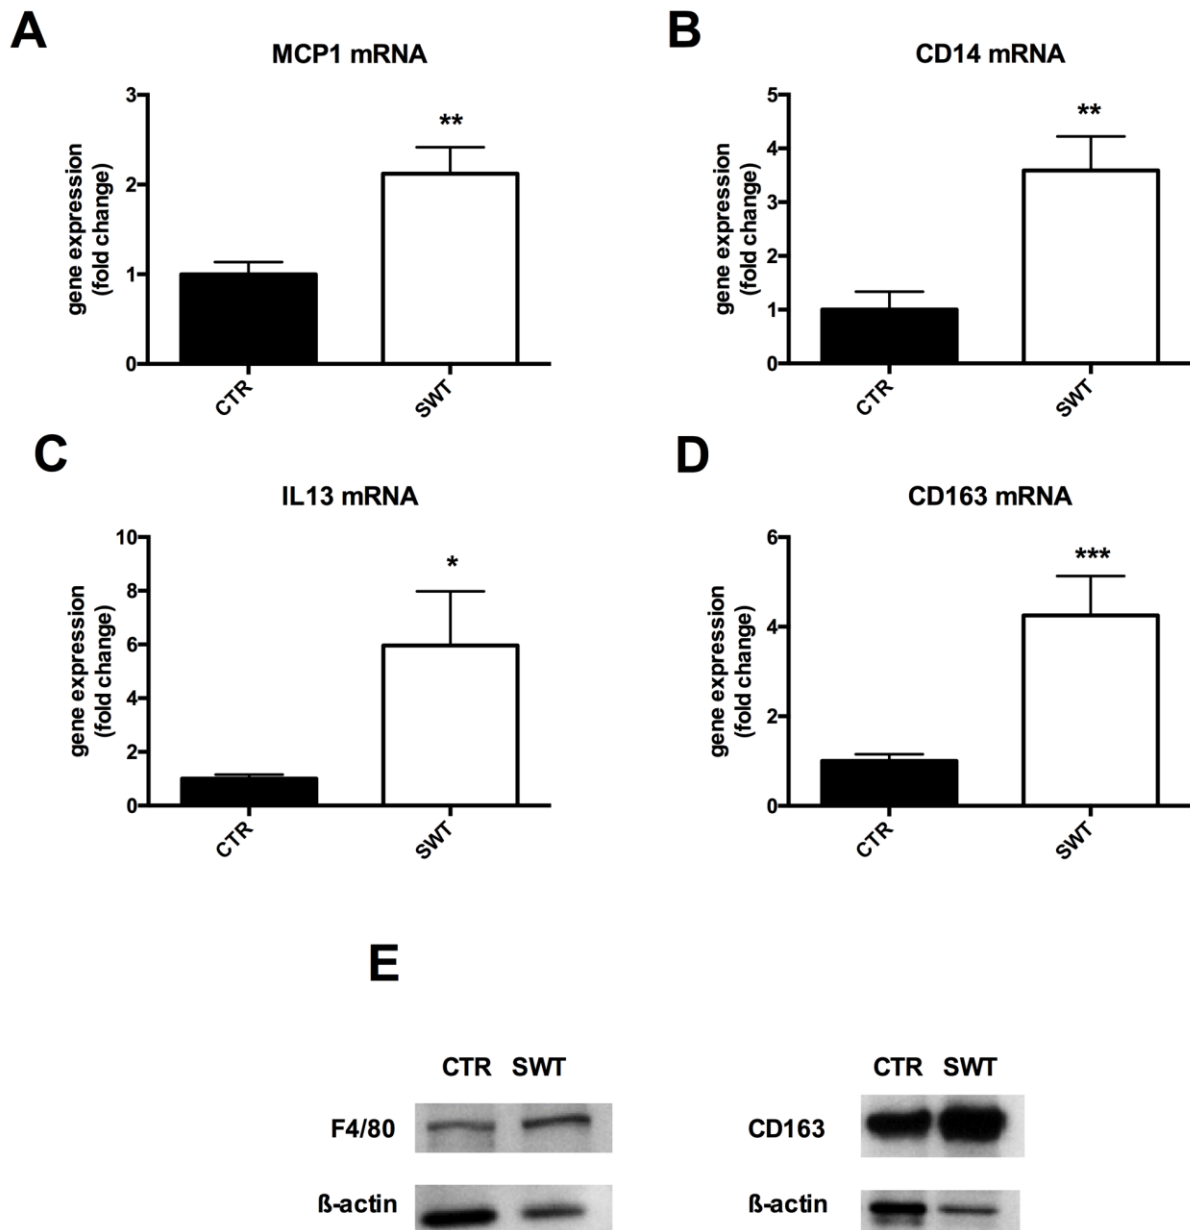 A
MCP1 mRNA
gene expression
(fold change)
3
2
1
0
**
CTR
SWT
B
CD14 mRNA
gene expression
(fold change)
5
4
3
2
1
0
**
CTR
SWT
C
IL13 mRNA
gene expression
(fold change)
10
8
6
4
2
0
*
CTR
SWT
D
CD163 mRNA
gene expression
(fold change)
6
4
2
0
***
CTR
SWT
E
CTR SWT
F4/80
ß-actin
CTR SWT
CD163
ß-actin